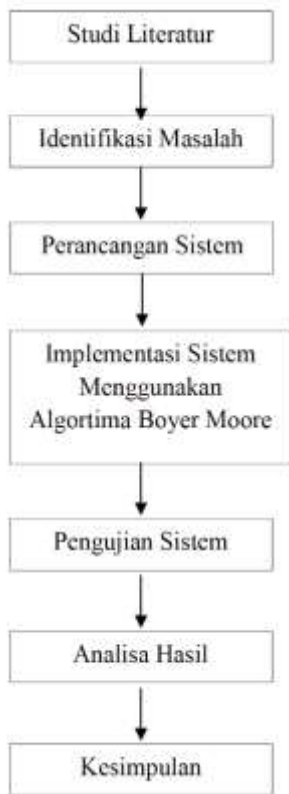 Studi Literatur
Identifikasi Masalah
Perancangan Sistem
Implementasi Sistem
Menggunakan
Algortima Boyer Moore
Pengujian Sistem
Analisa Hasil
Kesimpulan